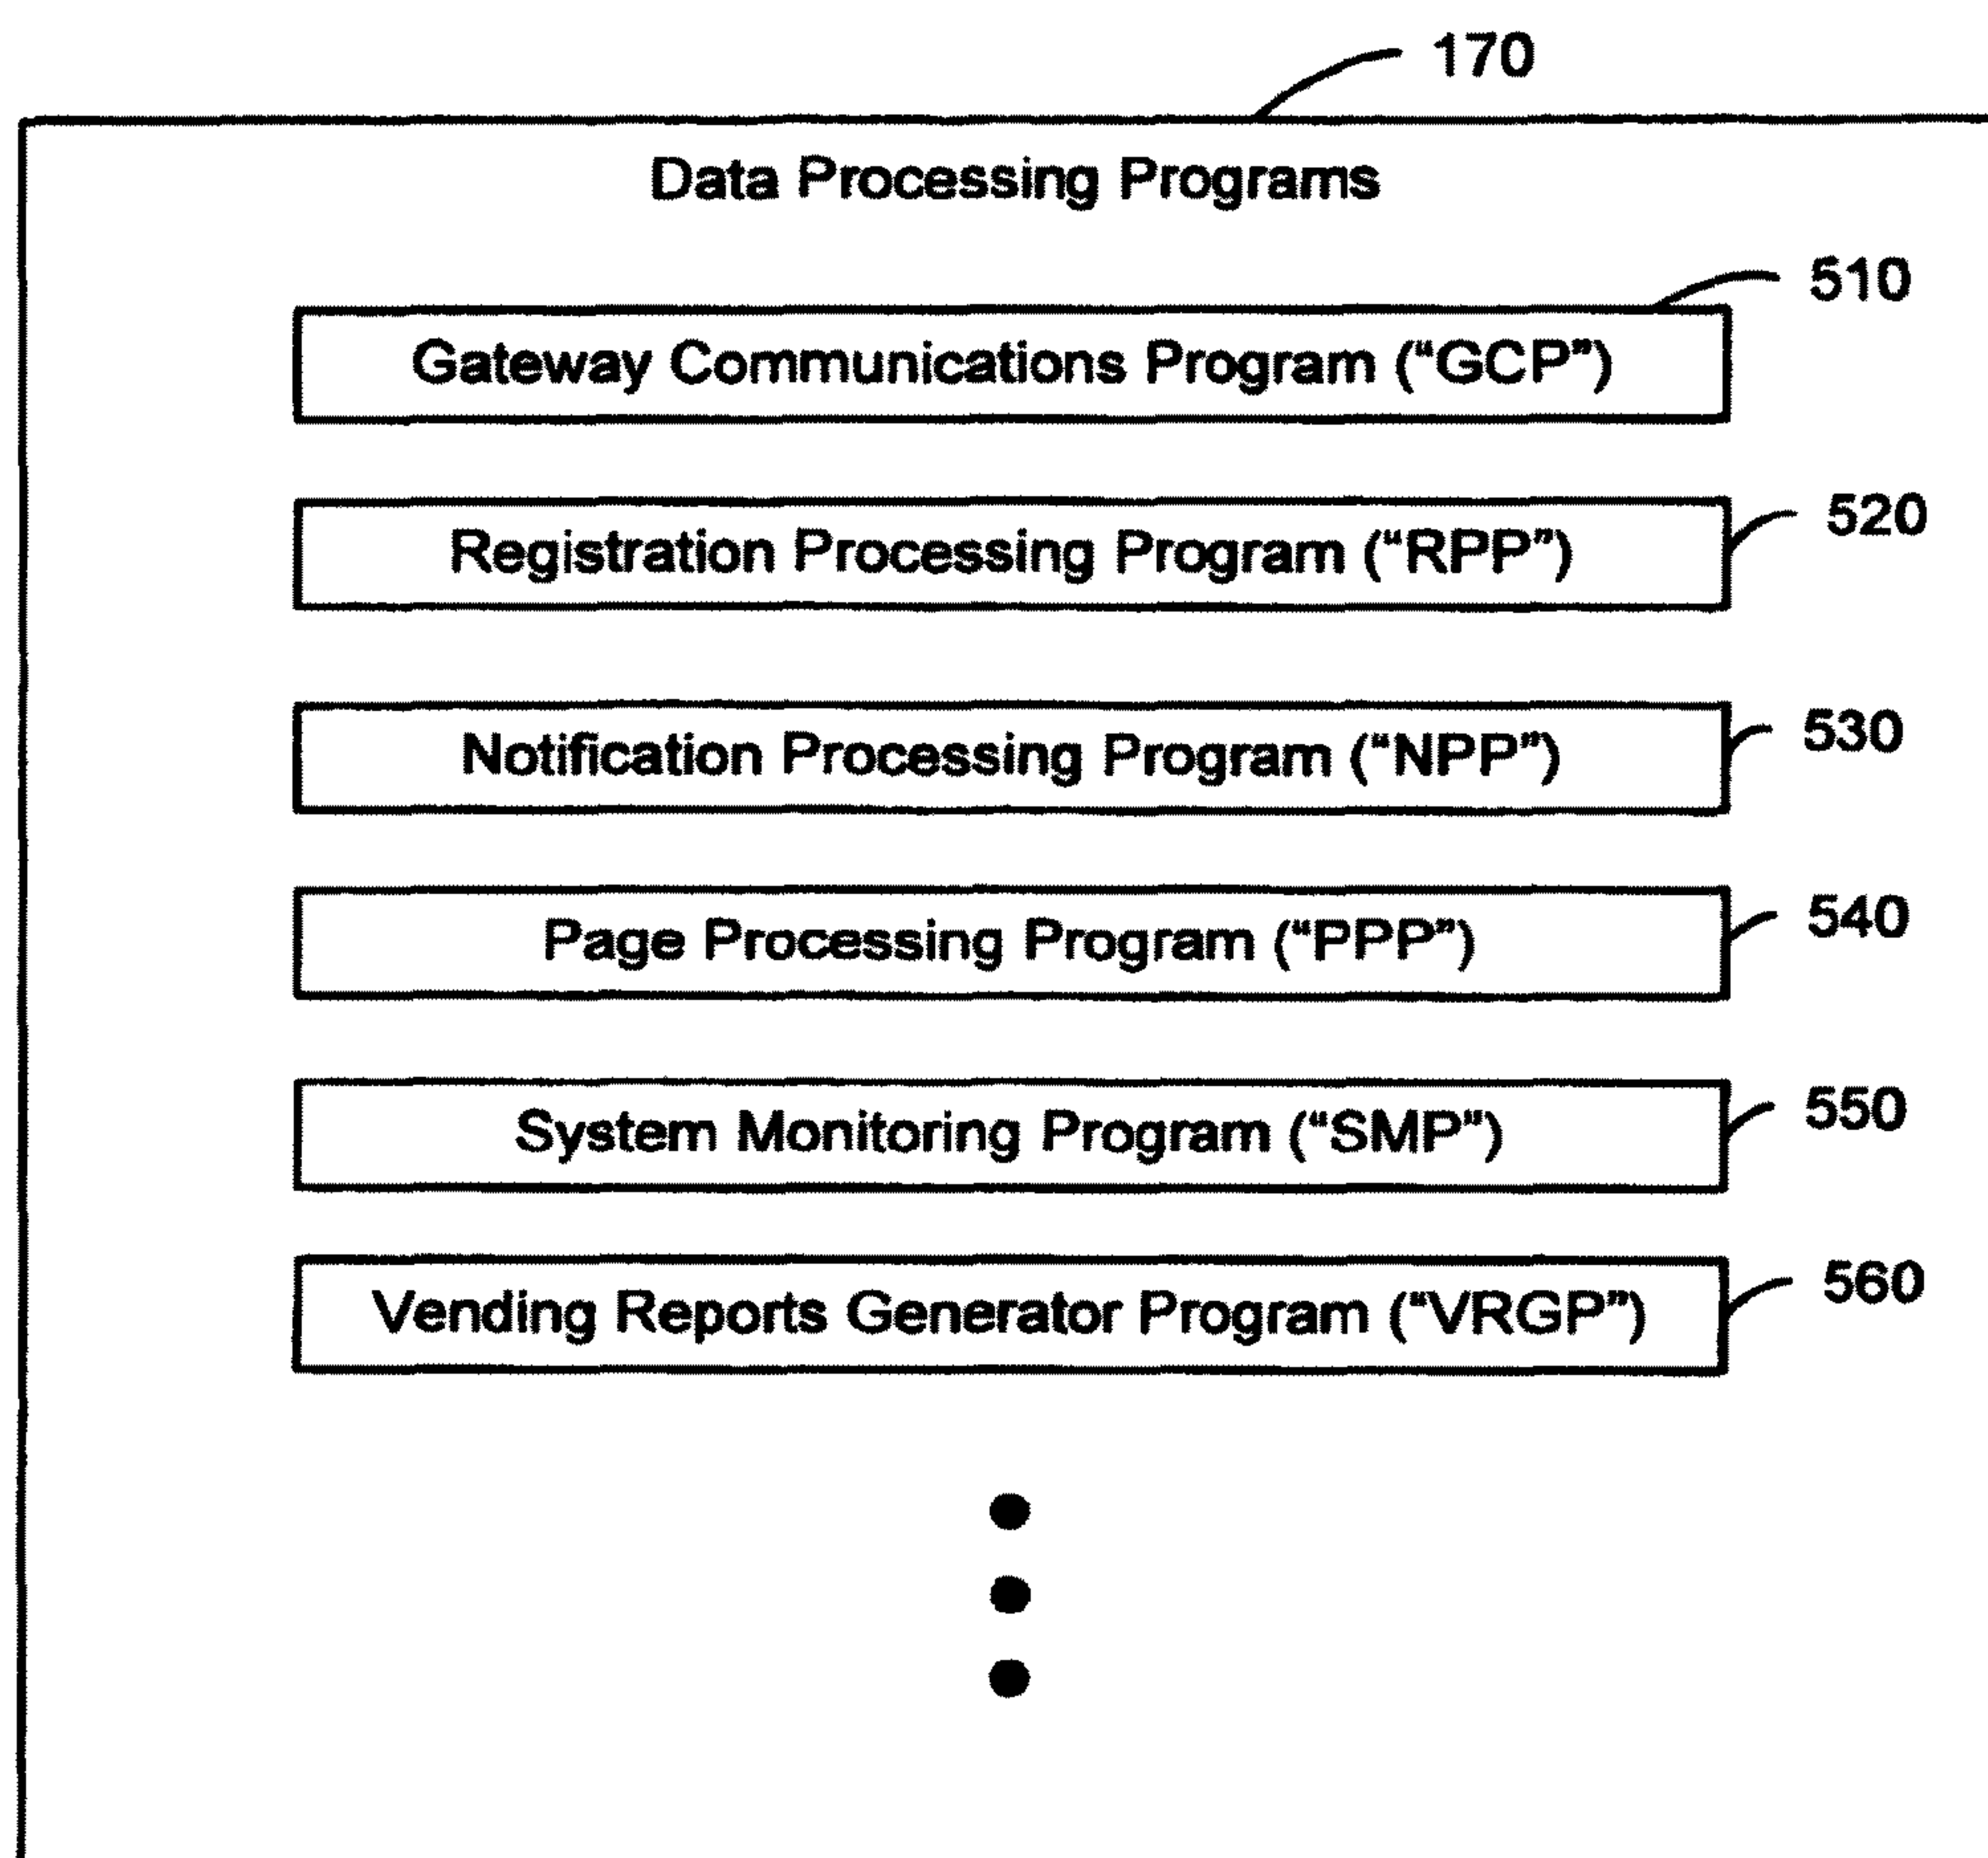 170
Data Processing Programs
510
Gateway Communications Program (“GCP”)
520
Registration Processing Program (“RPP”)
530
Notification Processing Program (“NPP”)
540
Page Processing Program (“PPP”)
550
System Monitoring Program (“SMP”)
560
Vending Reports Generator Program (“VRGP”)